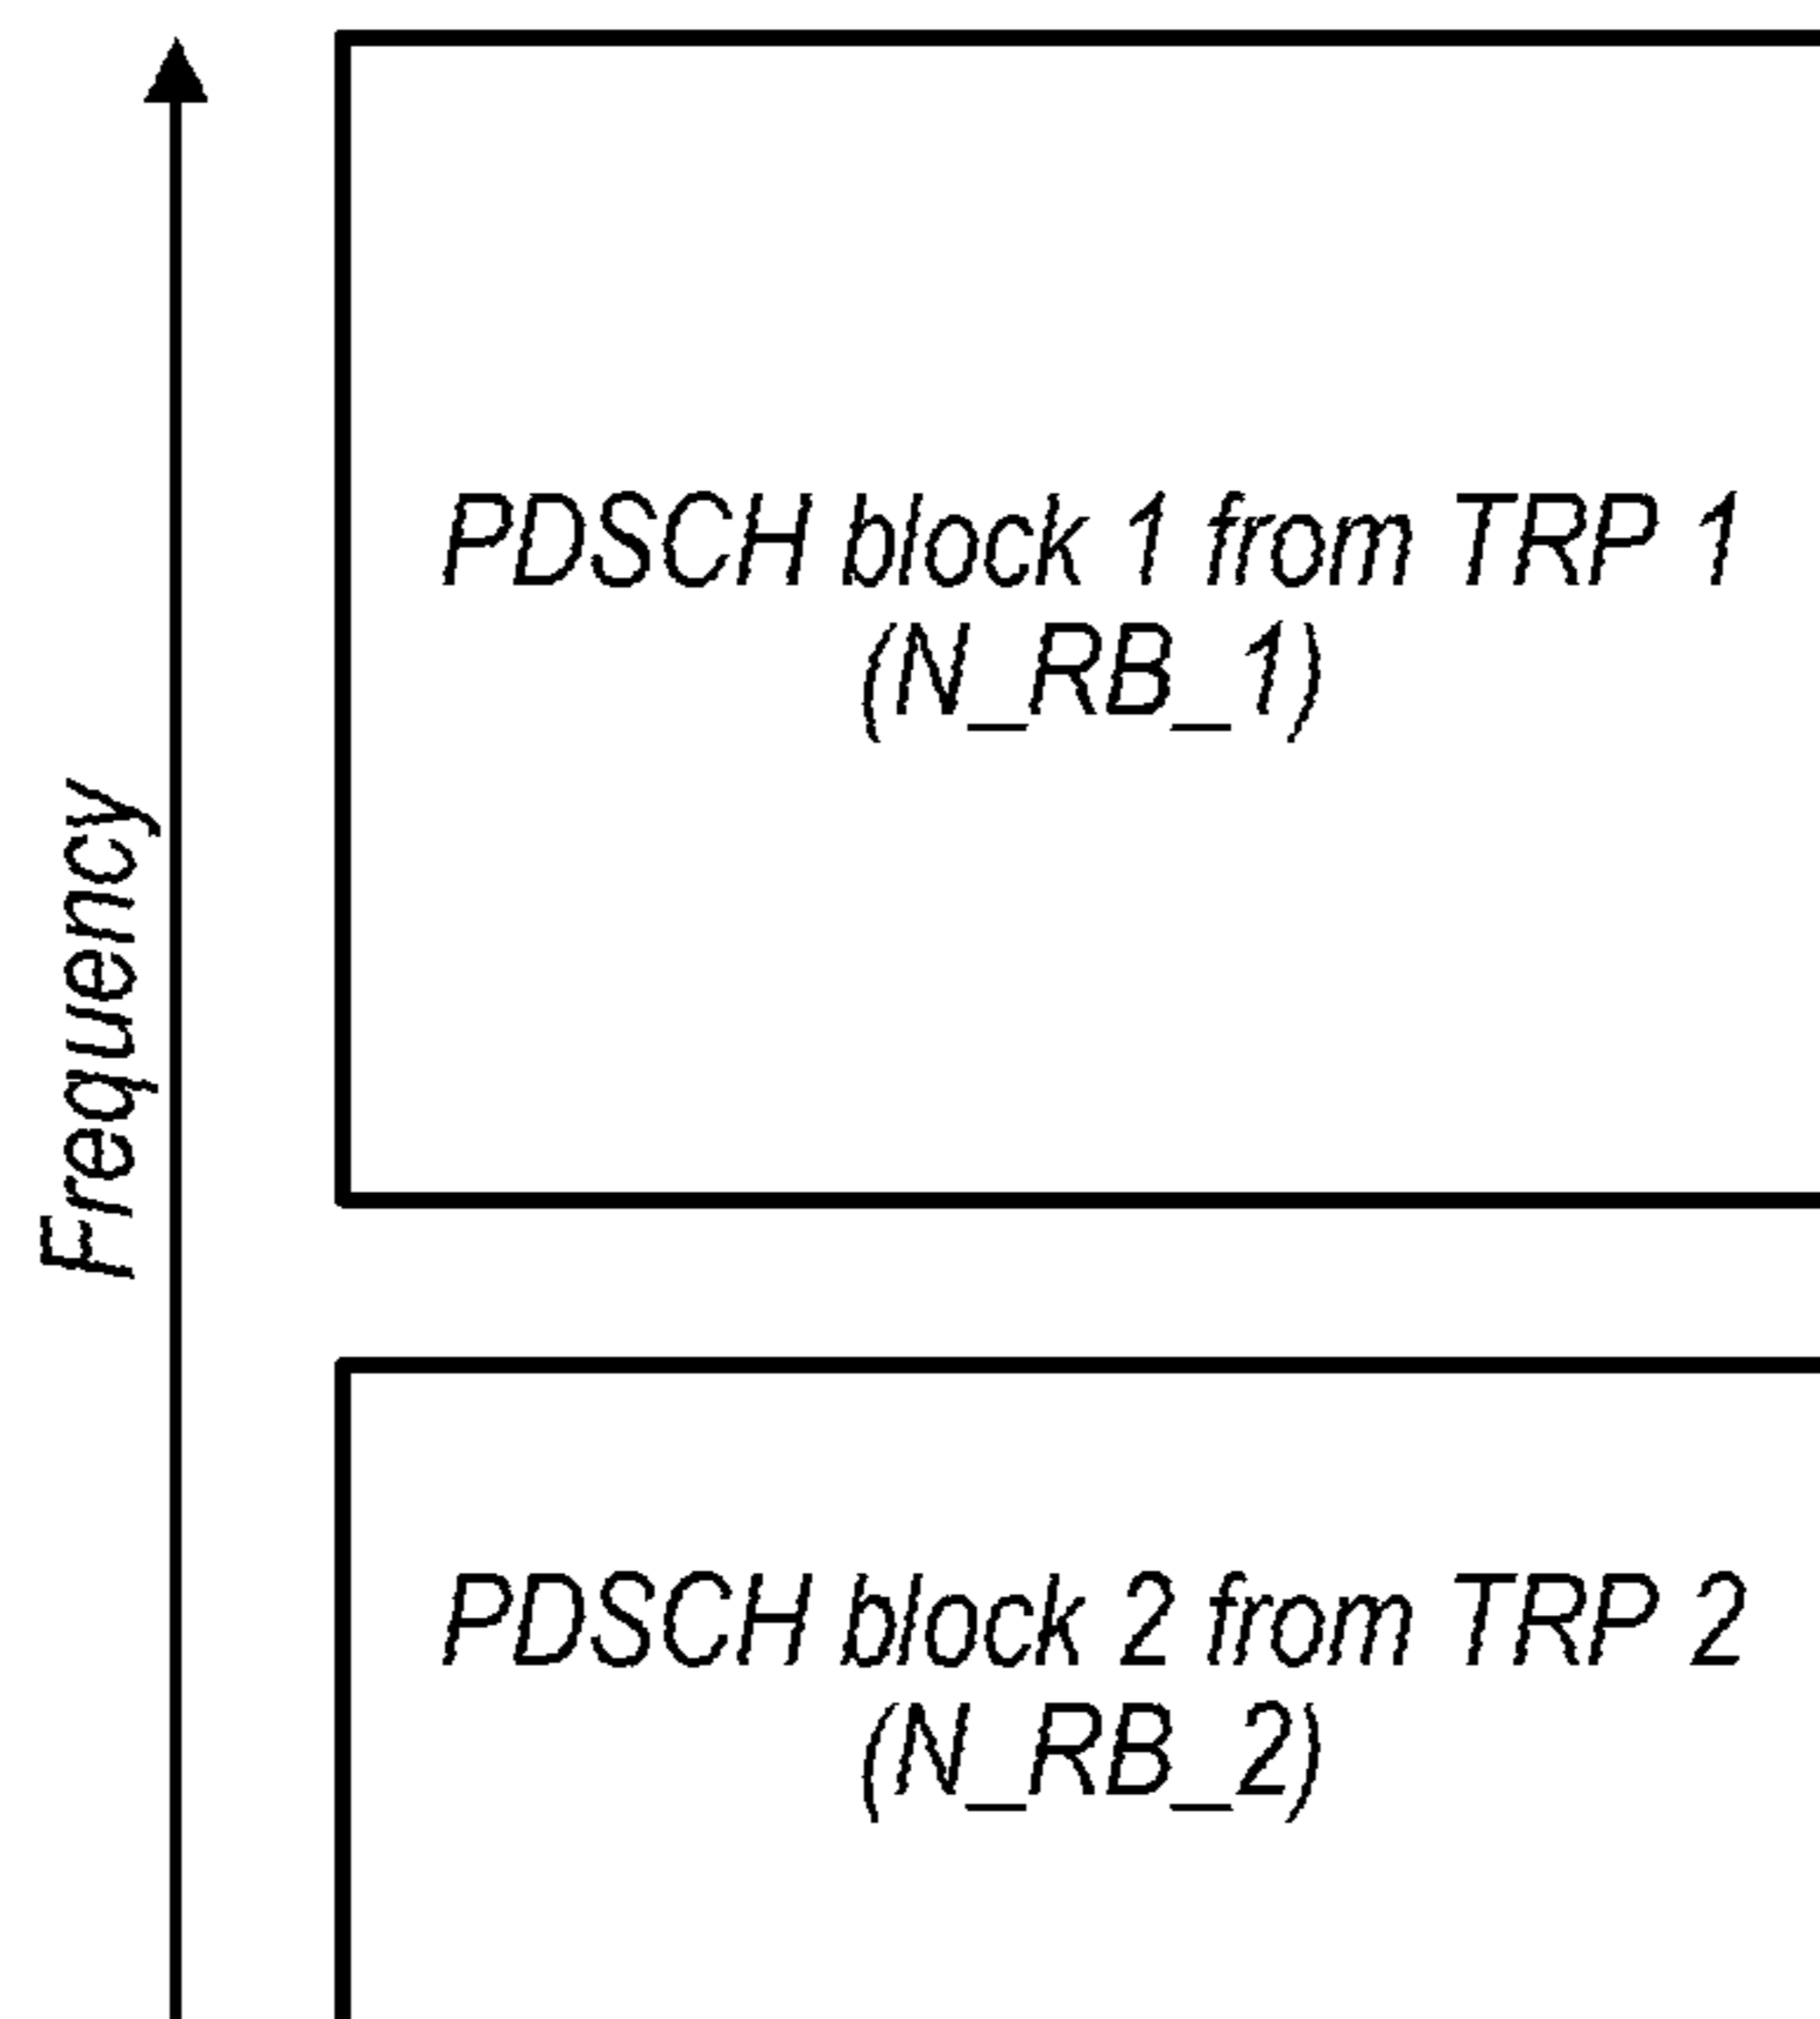 Frequency
PDSCH block 1 from TRP 1
(N_RB_1)
PDSCH block 2 from TRP 2
(N_RB_2)